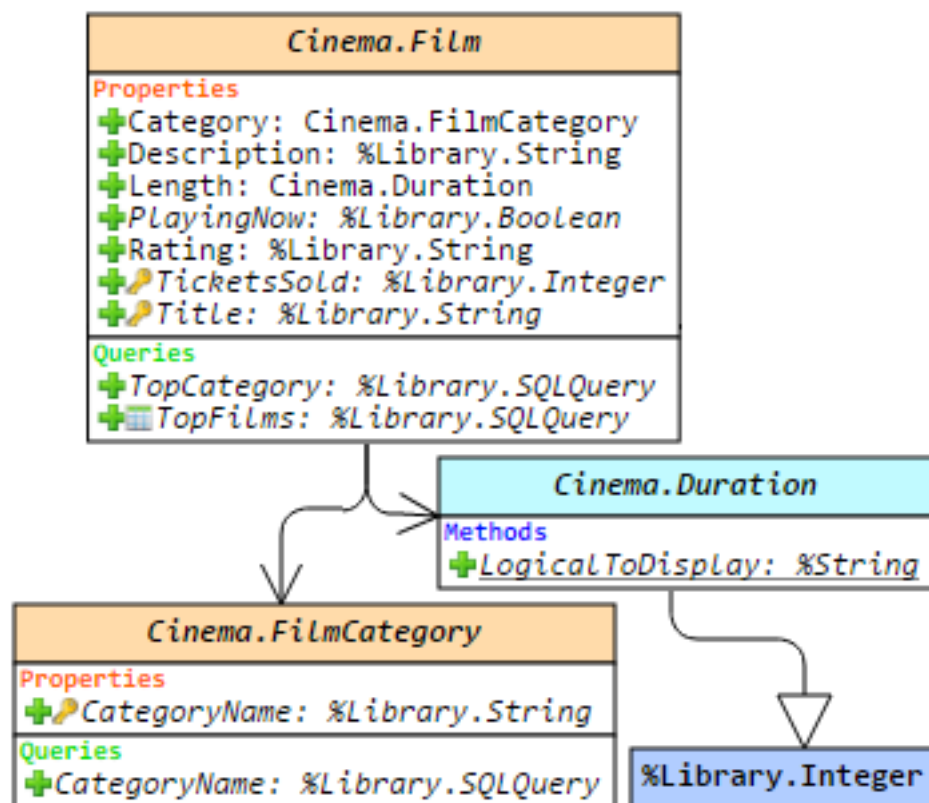 Cinema.Film
Properties
Category: Cinema.FilmCategory
Description: %Library.String
Length: Cinema.Duration
PlayingNow: %Library.Boolean
Rating: %Library.String
TicketsSold: %Library.Integer
Title: %Library.String
Queries
TopCategory: %Library.SQLQuery
TopFilms: %Library.SQLQuery
Cinema.Duration
Methods
LogicalToDisplay: %String
Cinema.FilmCategory
Properties
CategoryName: %Library.String
Queries
CategoryName: %Library.SQLQuery
%Library.Integer